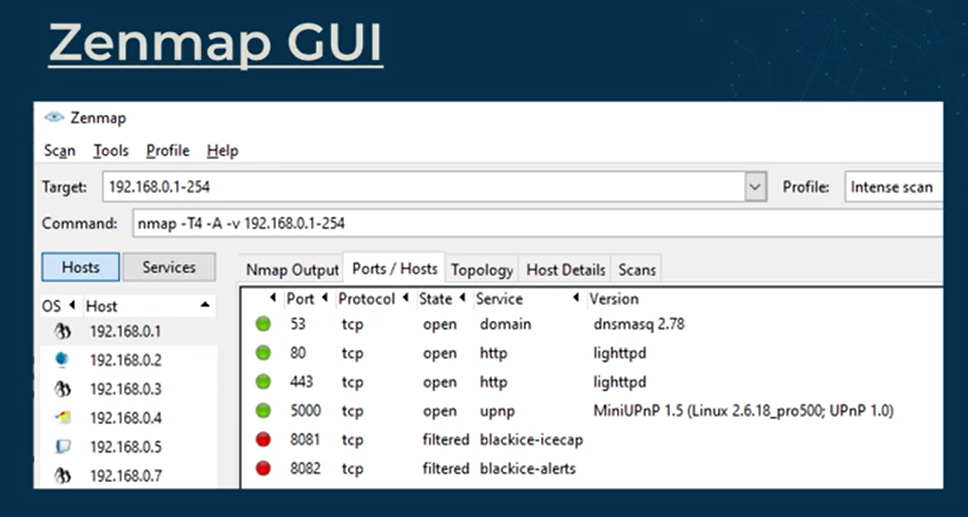 Zenmap GUI
Zenmap
Scan Tools Profile Help
Target: 192.168.0.1-254 Profile: Intense scan
Command: nmap -T4 -A -v 192.168.0.1-254
Hosts Services Nmap Output Ports / Hosts Topology Host Details Scans
OS Host Port Protocol State Service Version
192.168.0.1 53 tcp open domain dnsmasq 2.78
192.168.0.2 80 tcp open http lighttpd
192.168.0.3 443 tcp open http lighttpd
192.168.0.4 5000 tcp open upnp MiniUPnP 1.5 (Linux 2.6.18_pro500; UPnP 1.0)
192.168.0.5 8081 tcp filtered blackice-icecap
192.168.0.7 8082 tcp filtered blackice-alerts